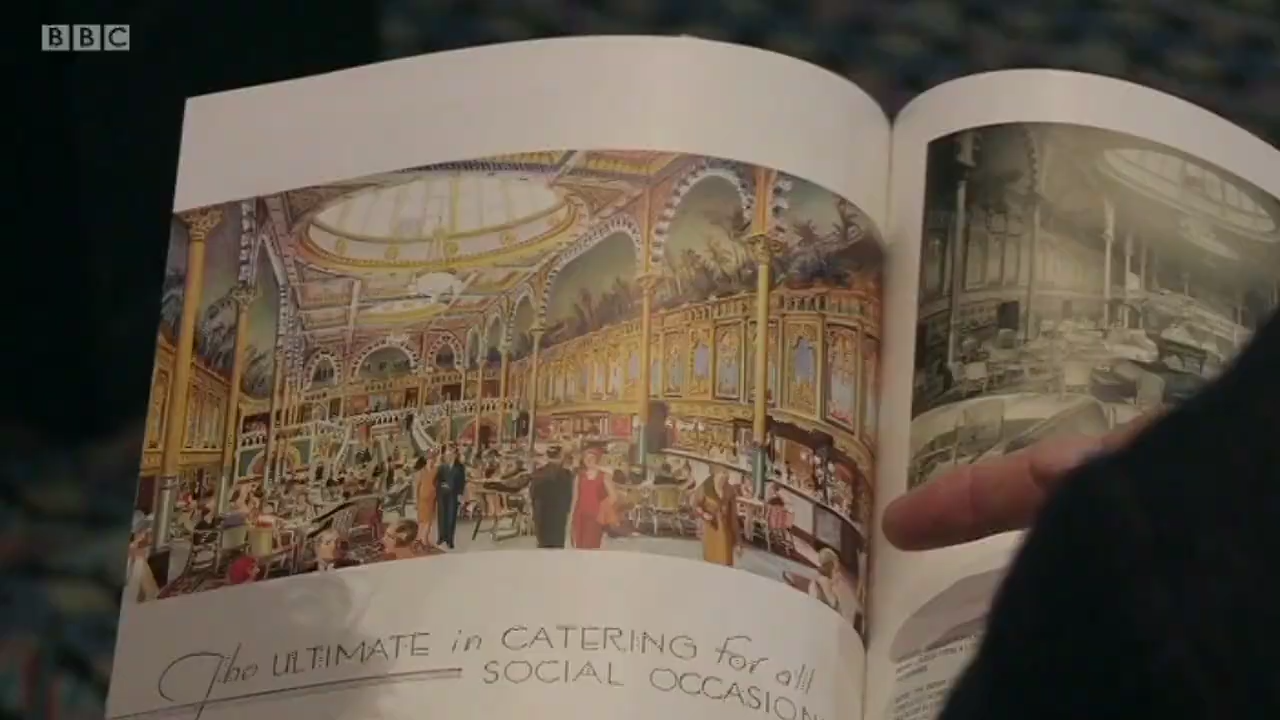 BBC
The ULTIMATE in CATERING for all
SOCIAL OCCASION